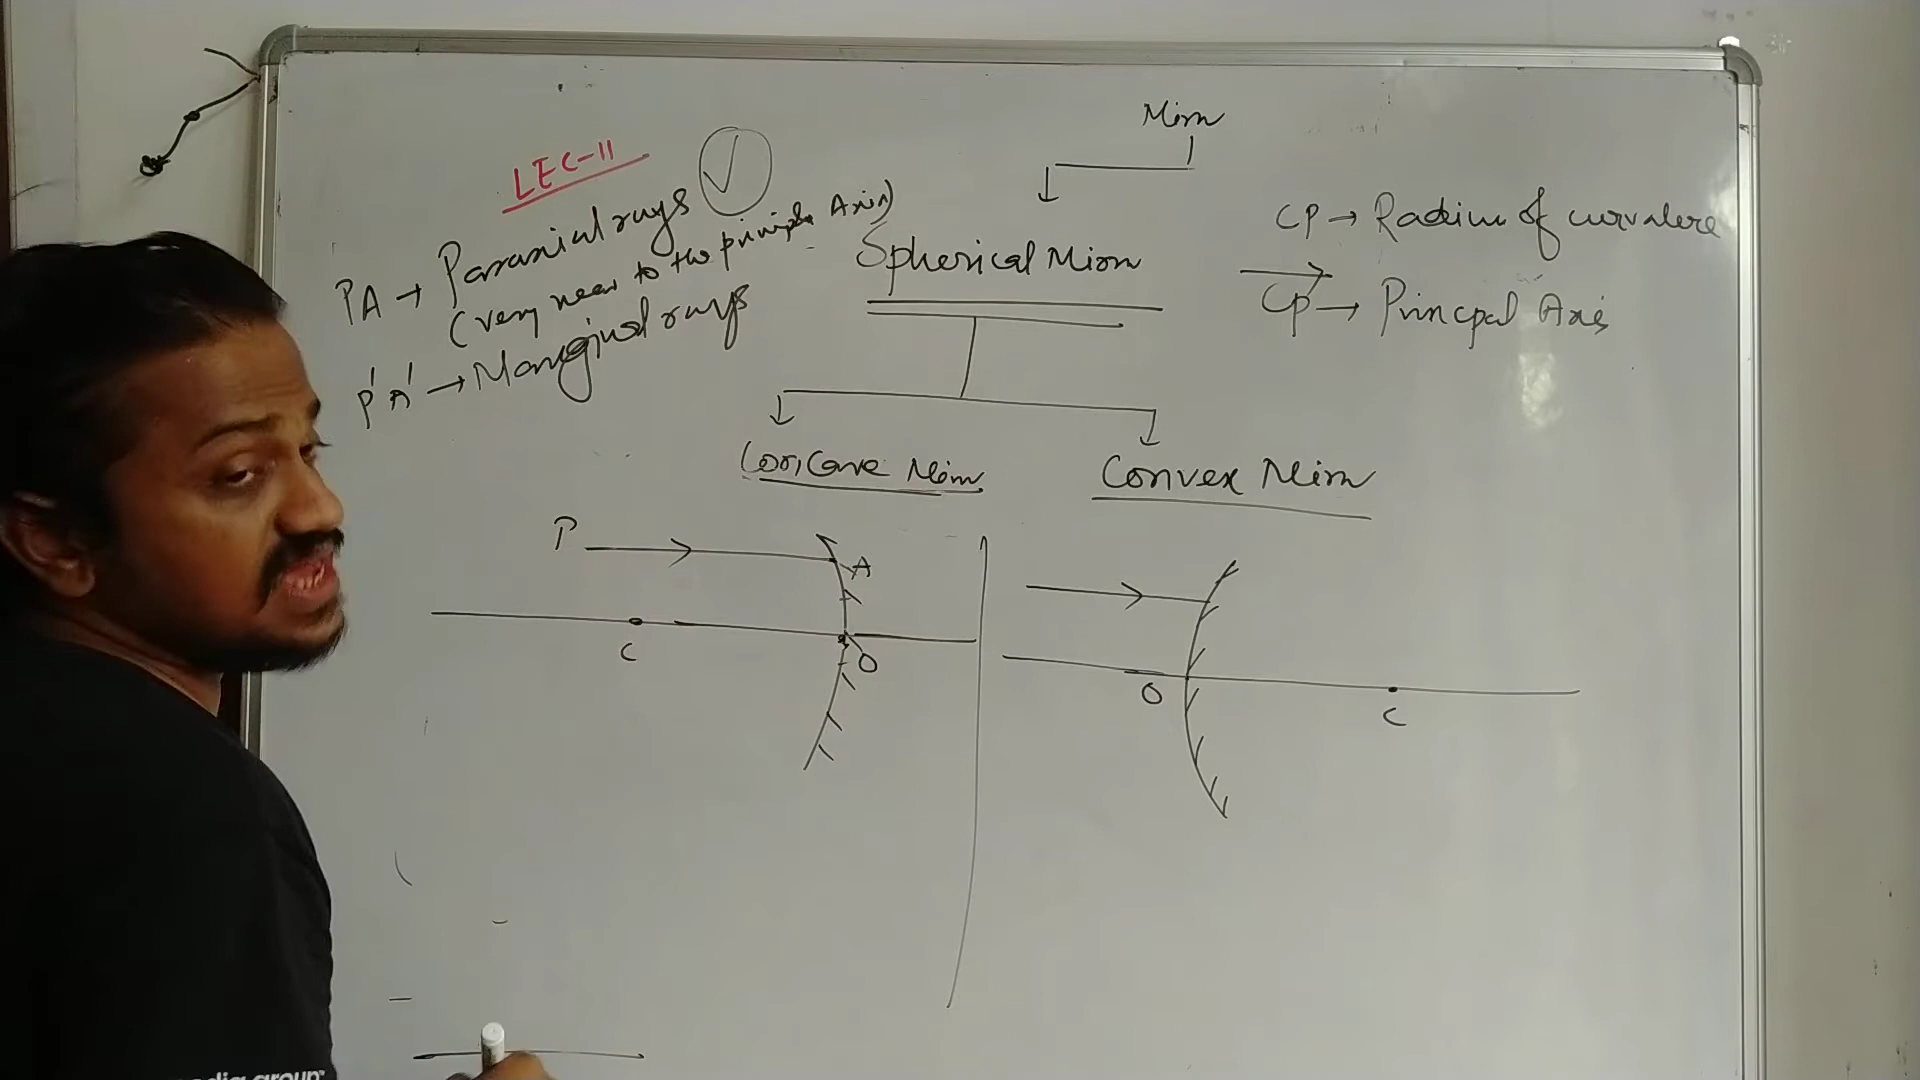 LEC-11
PA → Paraxial rays
(very near to the principle Axis)
P'A' → Marginal rays
Mirror
Spherical Mirror
CP → Radius of curvature
CP → Principal Axis
Concave Mirror
Convex Mirror
P
A
C
O
O
C